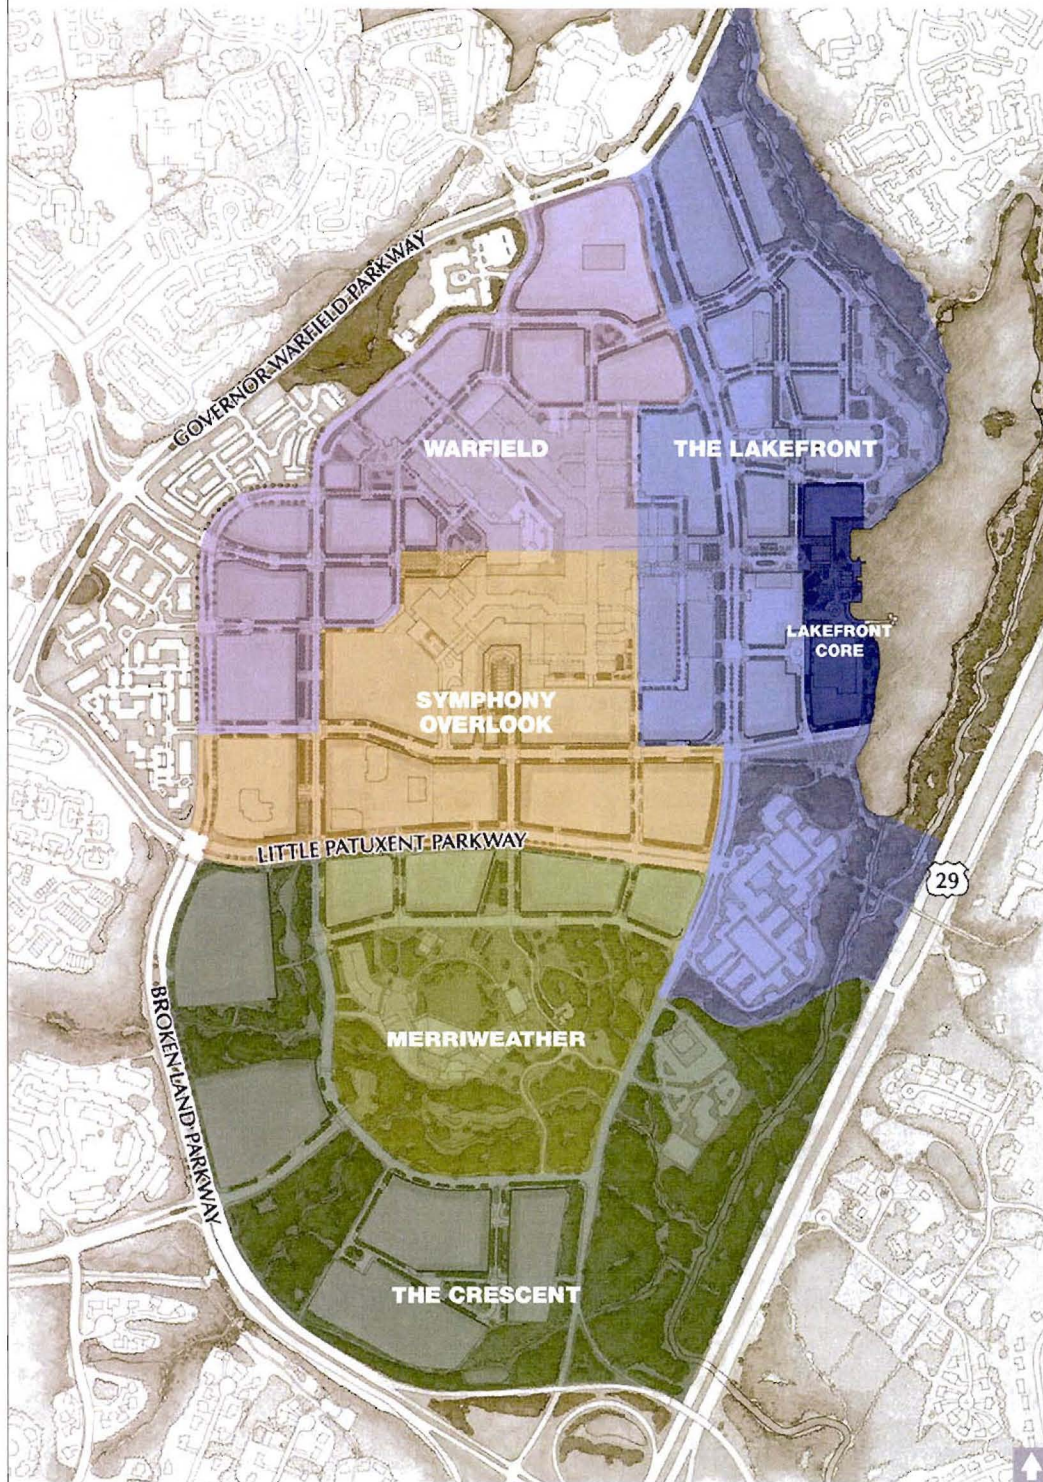 GOVERNOR WARFIELD PARKWAY
WARFIELD
THE LAKEFRONT
LAKEFRONT
CORE
SYMPHONY
OVERLOOK
LITTLE PATUXENT PARKWAY
29
MERRIWEATHER
BROKEN LAND PARKWAY
THE CRESCENT